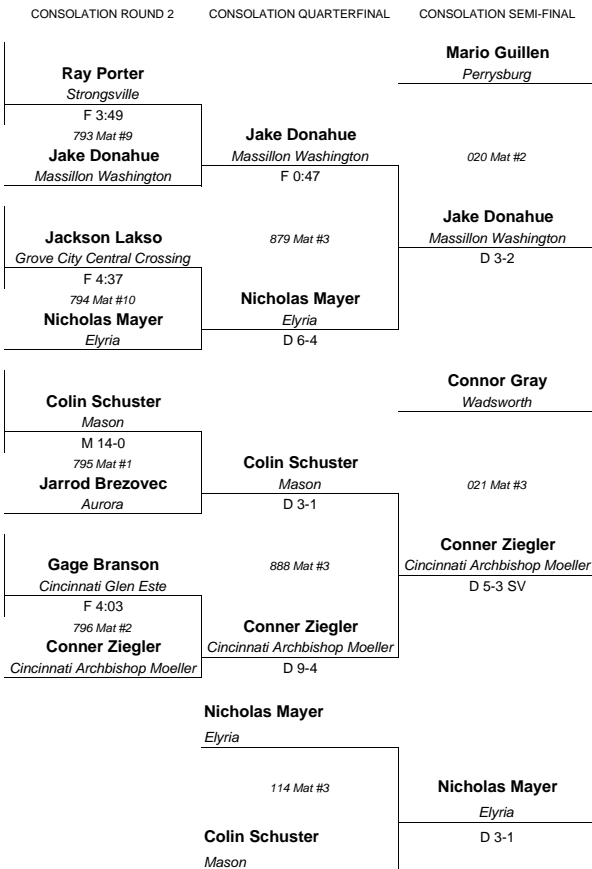 CONSOLATION ROUND 2 CONSOLATION QUARTERFINAL CONSOLATION SEMI-FINAL
Mario Guillen
Perrysburg
Ray Porter
Strongsville
F 3:49
793 Mat #9
Jake Donahue
Massillon Washington
Jake Donahue
Massillon Washington
F 0:47
020 Mat #2
Jackson Lakso
Grove City Central Crossing
F 4:37
794 Mat #10
Nicholas Mayer
Elyria
879 Mat #3
Nicholas Mayer
Elyria
D 6-4
Jake Donahue
Massillon Washington
D 3-2
Connor Gray
Wadsworth
Colin Schuster
Mason
M 14-0
795 Mat #1
Jarrod Brezovec
Aurora
Colin Schuster
Mason
D 3-1
021 Mat #3
Gage Branson
Cincinnati Glen Este
F 4:03
796 Mat #2
Conner Ziegler
Cincinnati Archbishop Moeller
888 Mat #3
Conner Ziegler
Cincinnati Archbishop Moeller
D 9-4
Conner Ziegler
Cincinnati Archbishop Moeller
D 5-3 SV
Nicholas Mayer
Elyria
114 Mat #3
Colin Schuster
Mason
Nicholas Mayer
Elyria
D 3-1